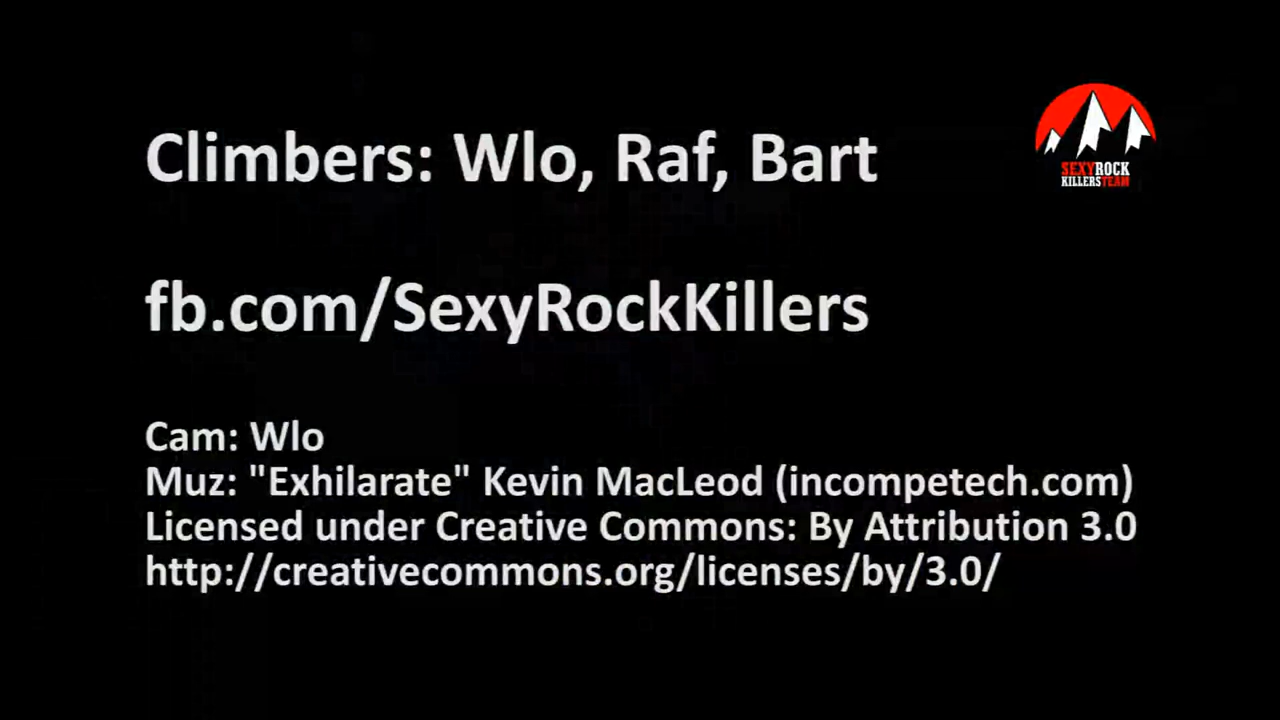 Climbers: Wlo, Raf, Bart
SEXYROCK
KILLERSTEAM
fb.com/SexyRockKillers
Cam: Wlo
Muz: "Exhilarate" Kevin MacLeod (incompetech.com)
Licensed under Creative Commons: By Attribution 3.0
http://creativecommons.org/licenses/by/3.0/